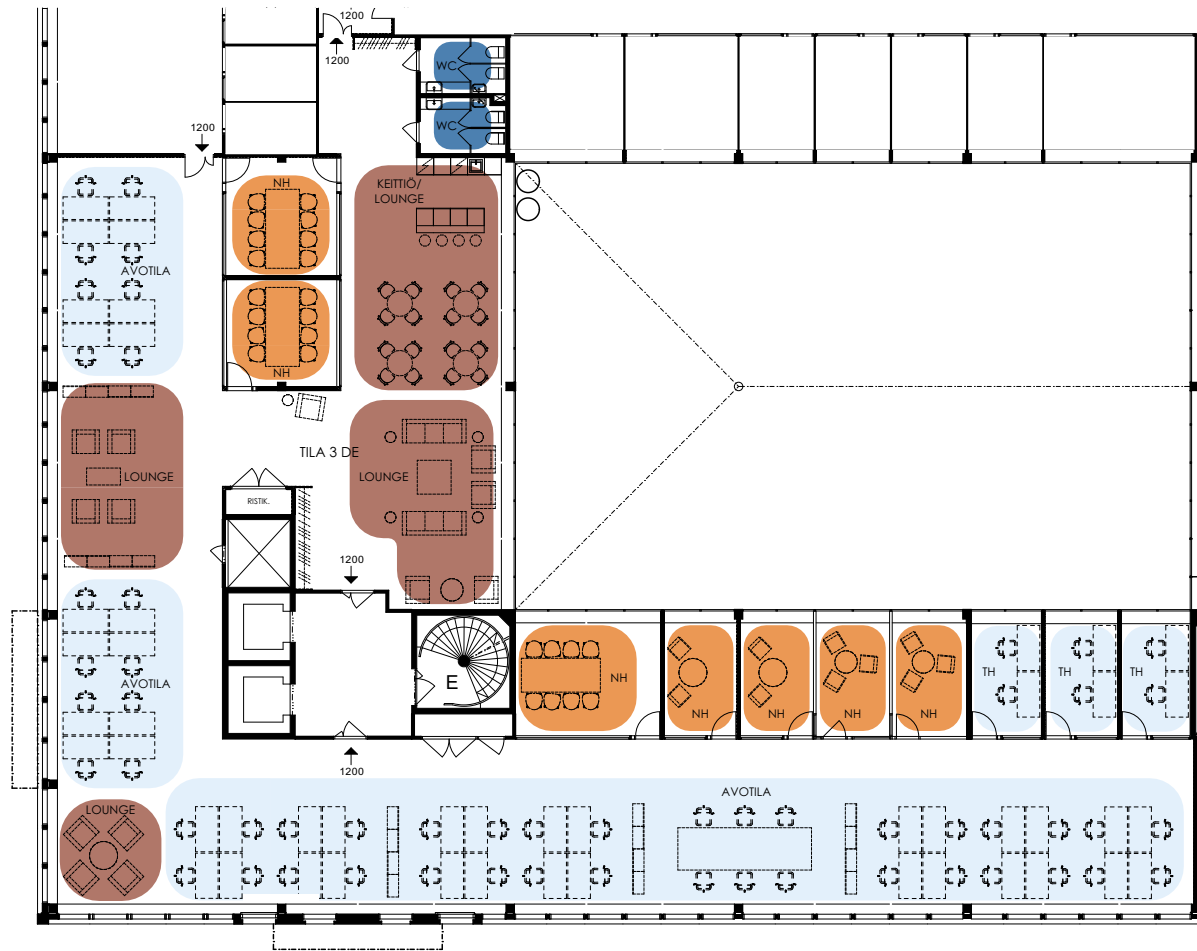 1200
1200
WC
WC
1200
NH
KEITTIÖ/
LOUNGE
AVOTILA
NH
TILA 3 DE
LOUNGE
LOUNGE
RISTIK.
1200
AVOTILA
E
NH
NH
NH
NH
NH
TH
TH
TH
1200
AVOTILA
LOUNGE